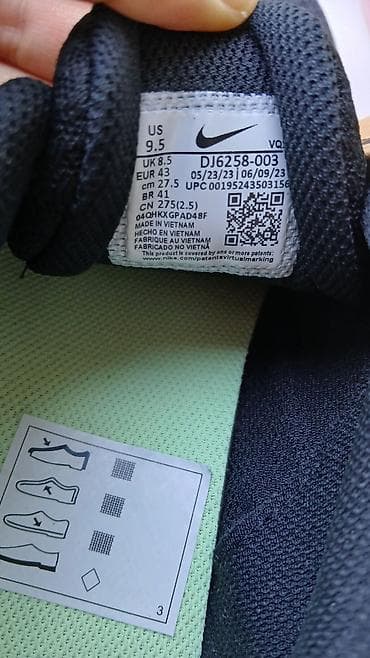 US
9.5
VQ
UK 8.5 DJ6258-003
EUR 43 05/23/23 06/09/23
cm 27.5 UPC 00195243503156
BR 41
CN 275(2.5)
04QHKXGPAD48F
MADE IN VIETNAM
HECHO EN VIETNAM
FABRIQUE AU VIETNAM
FABRICADO NO VIETNÃ
This product is covered by one or more patents
www.nike.com/patentsvirtualmarking
3